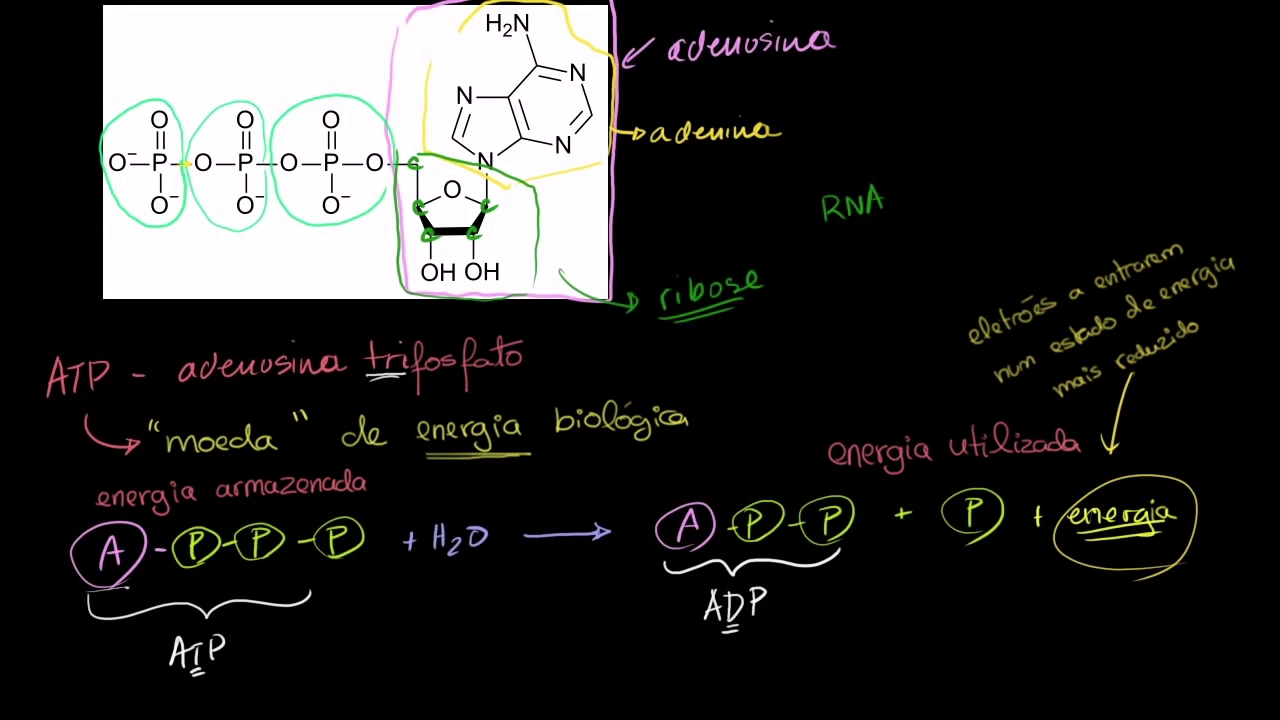 H₂N
adenosina
N
N
adenina
N
N
O
O
O
O⁻ P O P O P O C
N
O⁻
O⁻
O⁻
O
C
C
RNA
C
C
OH
OH
ribose
eletrões a entrarem
num estado de energia
mais reduzido
ATP - adenosina trifosfato
"moeda" de energia biológica
energia utilizada
energia armazenada
A - P - P - P + H₂O → A - P - P + P + energia
ADP
ATP